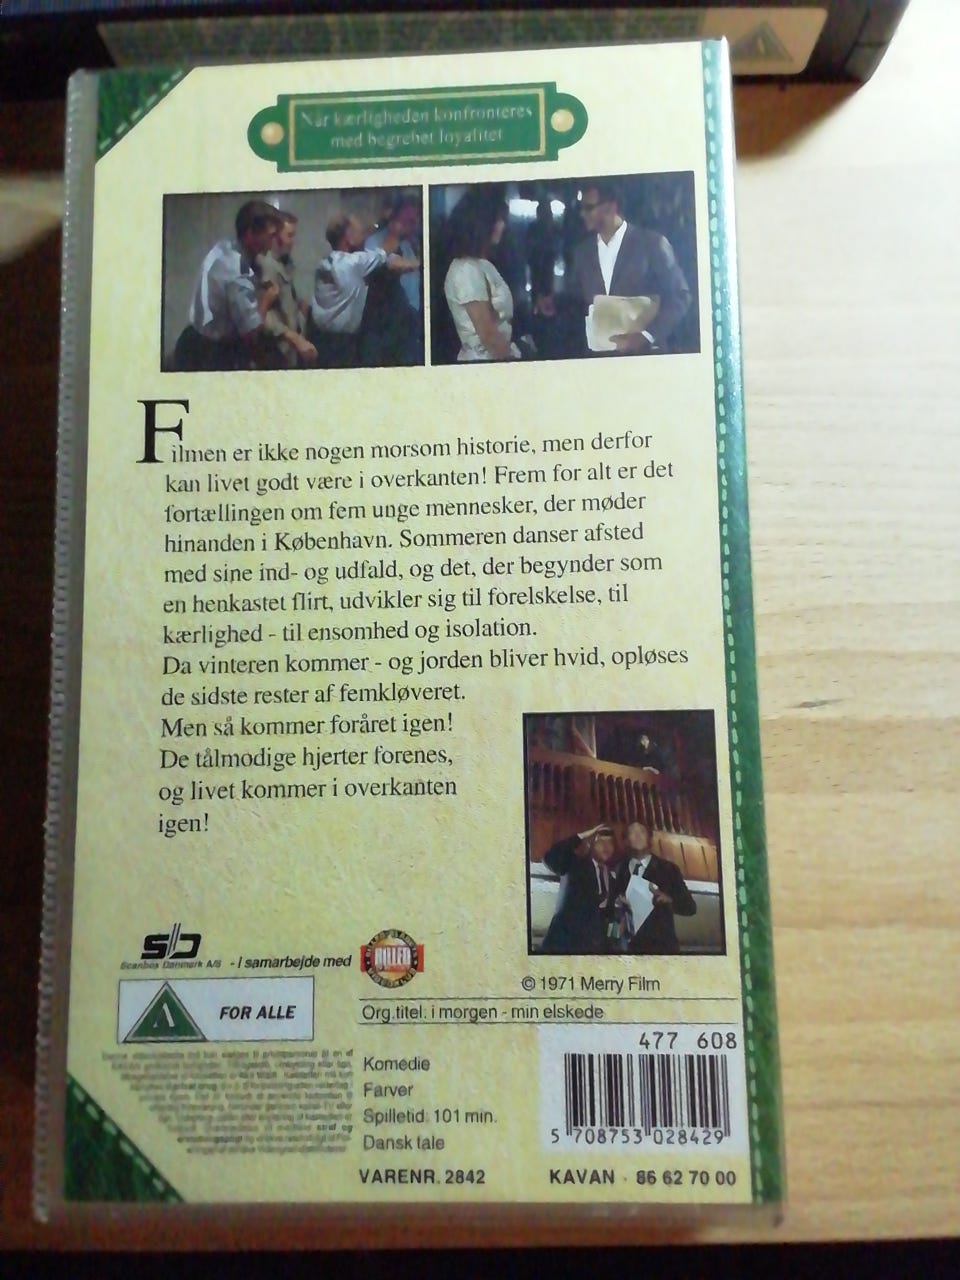 Når kærligheden konfronteres
med begrebet loyalitet
Filmen er ikke nogen morsom historie, men derfor
kan livet godt være i overkanten! Frem for alt er det
fortællingen om fem unge mennesker, der møder
hinanden i København. Sommeren danser afsted
med sine ind- og udfald, og det, der begynder som
en henkastet flirt, udvikler sig til forelskelse, til
kærlighed - til ensomhed og isolation.
Da vinteren kommer - og jorden bliver hvid, opløses
de sidste rester af femkløveret.
Men så kommer foråret igen!
De tålmodige hjerter forenes,
og livet kommer i overkanten
igen!
Scanbox Danmark A/S - I samarbejde med BILLED
© 1971 Merry Film
A FOR ALLE
Org.titel: i morgen - min elskede
477 608
Komedie
Farver
Spilletid: 101 min.
Dansk tale
5 708753 028429
VARENR. 2842
KAVAN - 86 62 70 00